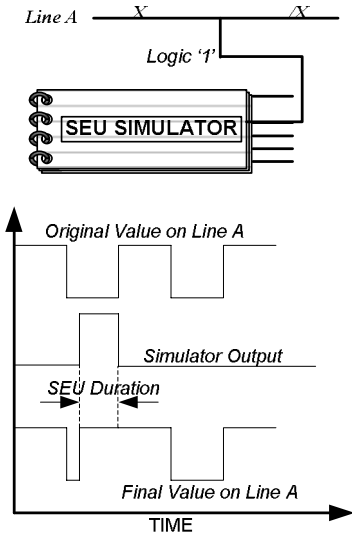 Line A X /X
Logic ‘1’
SEU SIMULATOR
Original Value on Line A
Simulator Output
SEU Duration
Final Value on Line A
TIME